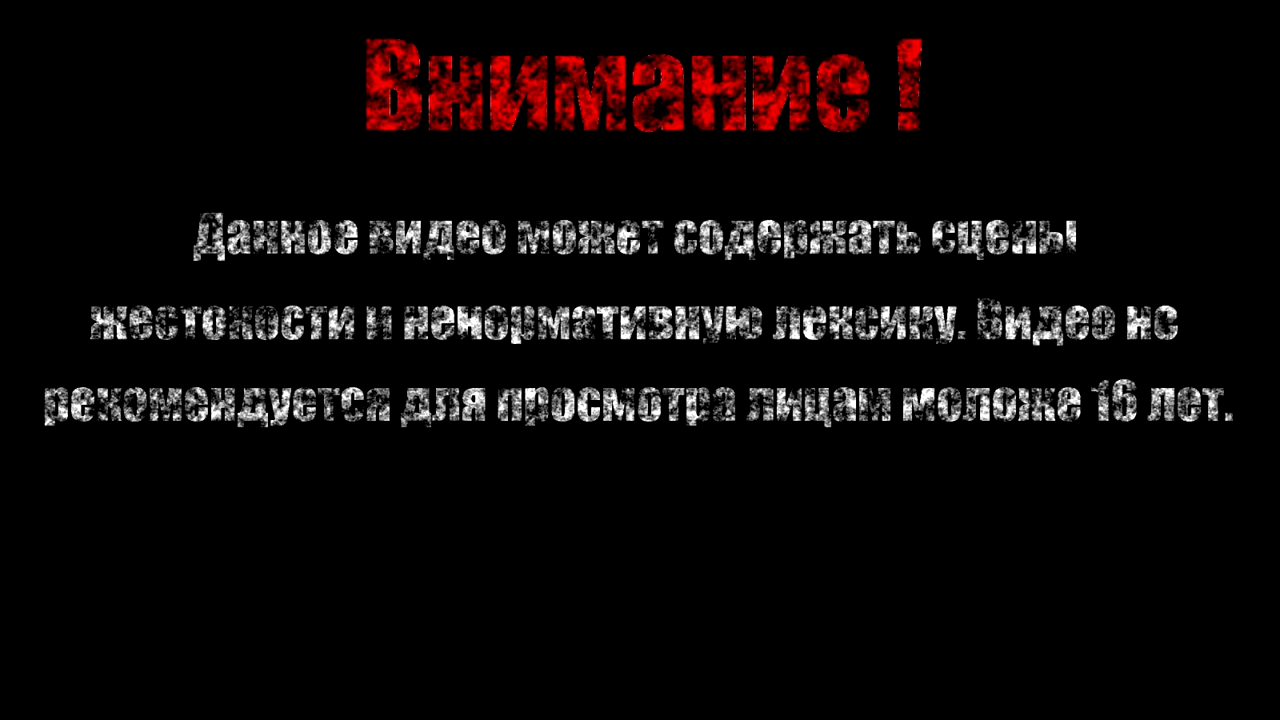 Внимание !
Данное видео может содержать сцены
жестокости и ненормативную лексику. Видео не
рекомендуется для просмотра лицам моложе 16 лет.